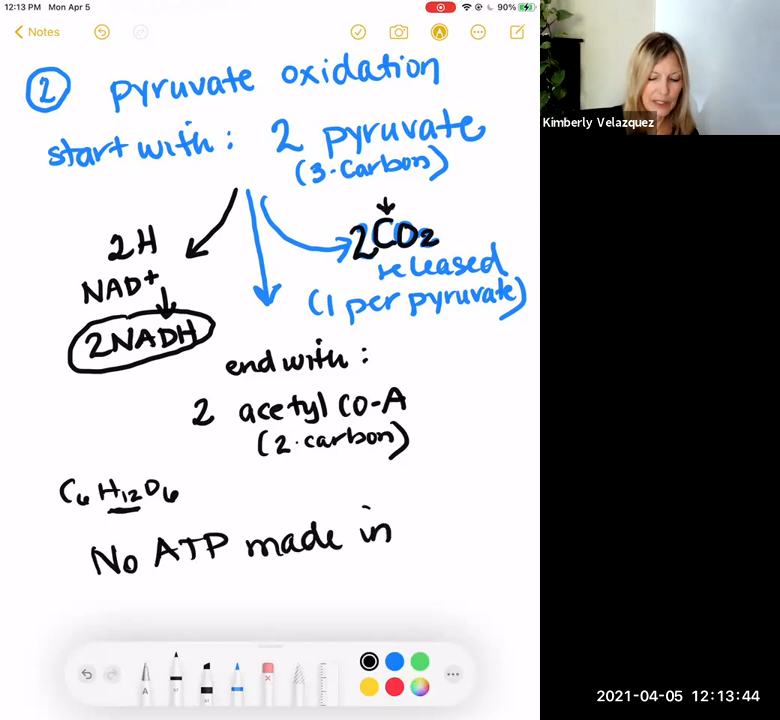 12:13 PM Mon Apr 5
90%
Notes
2 pyruvate oxidation
start with: 2 pyruvate
(3-Carbon)
2H
NAD+
2NADH
2CO2
released
(1 per pyruvate)
end with:
2 acetyl CO-A
(2-carbon)
C6H12O6
No ATP made in
Kimberly Velazquez
2021-04-05 12:13:44